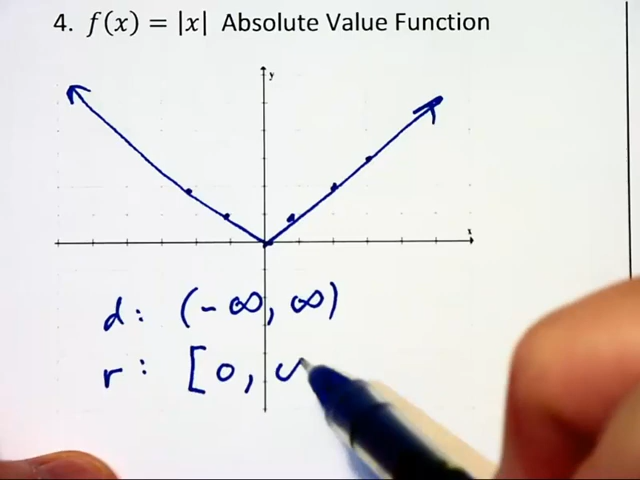 4. f(x) = |x| Absolute Value Function
y
x
d: (-∞, ∞)
r: [0,